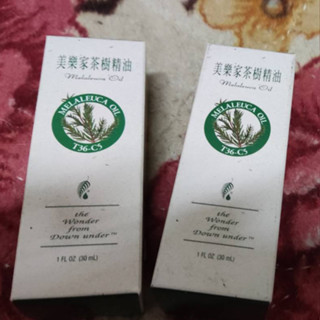 美樂家茶樹精油
Melaleuca Oil
MELALEUCA OIL
T36-C5
the
Wonder
from
Down under™
1 FL OZ (30 mL)
美樂家茶樹精油
Melaleuca Oil
MELALEUCA OIL
T36-C5
the
Wonder
from
Down under™
1 FL OZ (30 mL)